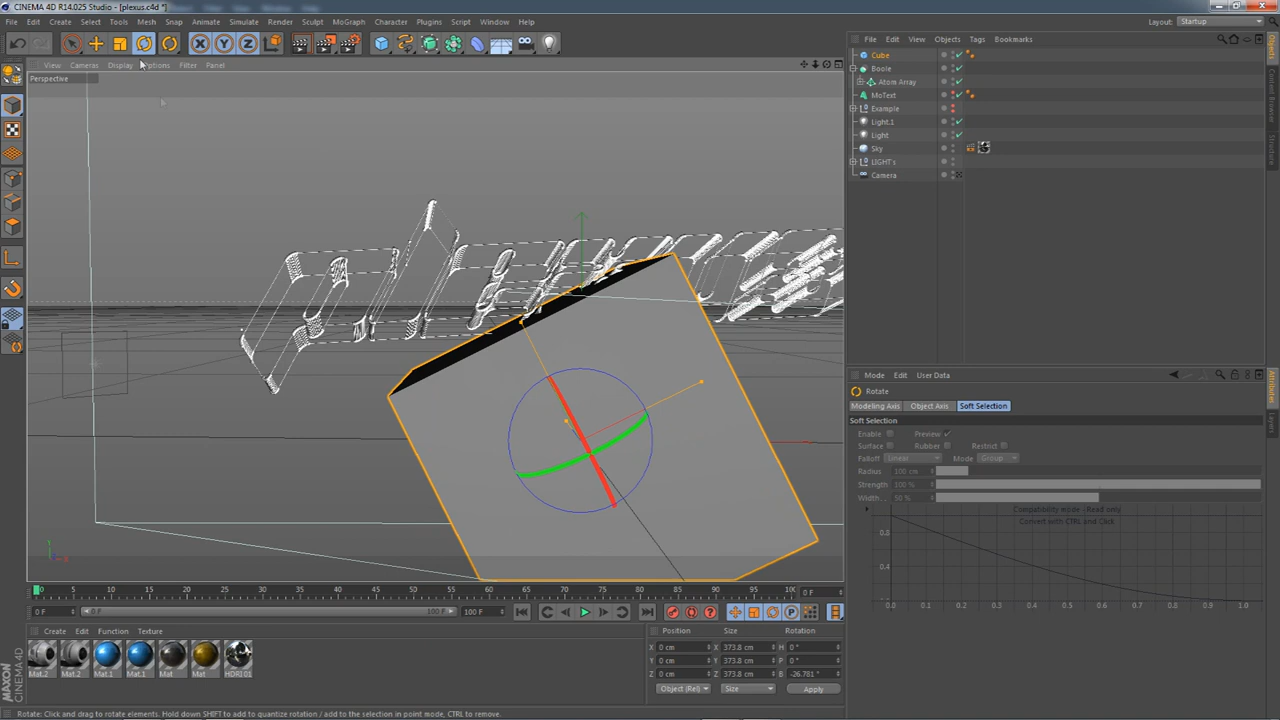 CINEMA 4D R14.025 Studio - [plexus.c4d *]
File Edit Create Select Tools Mesh Snap Animate Simulate Render Sculpt MoGraph Character Plugins Script Window Help Layout: Startup
View Cameras Display Options Filter Panel
Perspective
File Edit View Objects Tags Bookmarks
Cube
Boole
Atom Array
MoText
Example
Light.1
Light
Sky
LIGHT's
Camera
Objects
Content Browser
Structure
Mode Edit User Data
Rotate
Modeling Axis Object Axis Soft Selection
Soft Selection
Enable Preview
Surface Rubber Restrict
Falloff Linear Mode Group
Radius 100 cm
Strength 100 %
Width 50 %
Compatibility mode - (Read only)
Convert with CTRL and Click
0.8
0.4
0.0 0.1 0.2 0.3 0.4 0.5 0.6 0.7 0.8 0.9 1.0
Attributes
Layers
0 5 10 15 20 25 30 35 40 45 50 55 60 65 70 75 80 85 90 95 100 0 F
0 F 0 F 100 F 100 F
Create Edit Function Texture
Mat.2 Mat.2 Mat.1 Mat.1 Mat Mat HDRI01
Position Size Rotation
X 0 cm X 373.8 cm H 0 °
Y 0 cm Y 373.8 cm P 0 °
Z 0 cm Z 373.8 cm B -26.781 °
Object (Rel) Size Apply
MAXON CINEMA 4D
Rotate: Click and drag to rotate elements. Hold down SHIFT to add to quantize rotation / add to the selection in point mode, CTRL to remove.